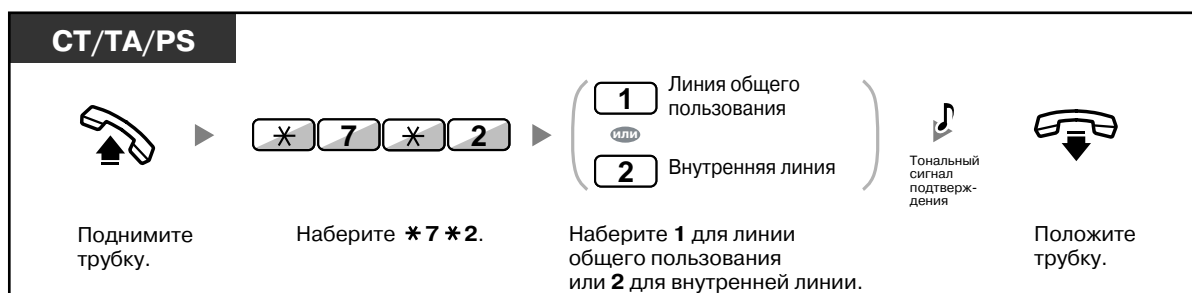 CT/TA/PS
* 7 * 2
1 Линия общего
пользования
или
2 Внутренняя линия
Тональный
сигнал
подтверж-
дения
Поднимите
трубку.
Наберите *7*2.
Наберите 1 для линии
общего пользования
или 2 для внутренней линии.
Положите
трубку.